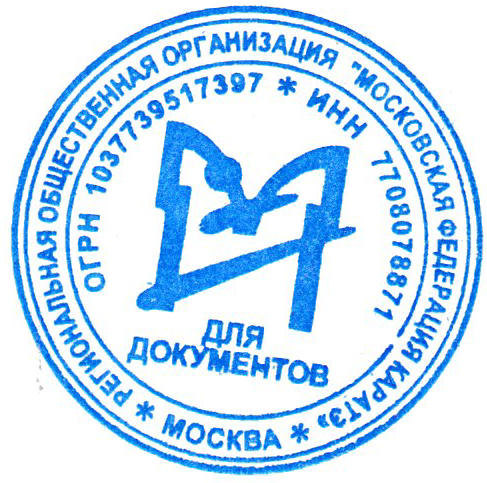 РЕГИОНАЛЬНАЯ ОБЩЕСТВЕННАЯ ОРГАНИЗАЦИЯ "МОСКОВСКАЯ ФЕДЕРАЦИЯ КАРАТЭ»
* МОСКВА *
ОГРН 1037739517397 * ИНН 7708078871
ДЛЯ
ДОКУМЕНТОВ